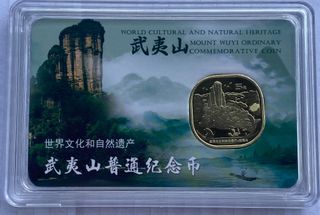 WORLD CULTURAL AND NATURAL HERITAGE
武夷山 MOUNT WUYI ORDINARY
COMMEMORATIVE COIN
世界文化和自然遗产
武夷山普通纪念币